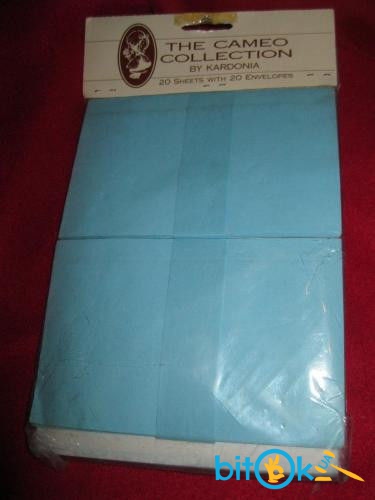 THE CAMEO
COLLECTION
BY KARDONIA
20 SHEETS WITH 20 ENVELOPES
bitOk